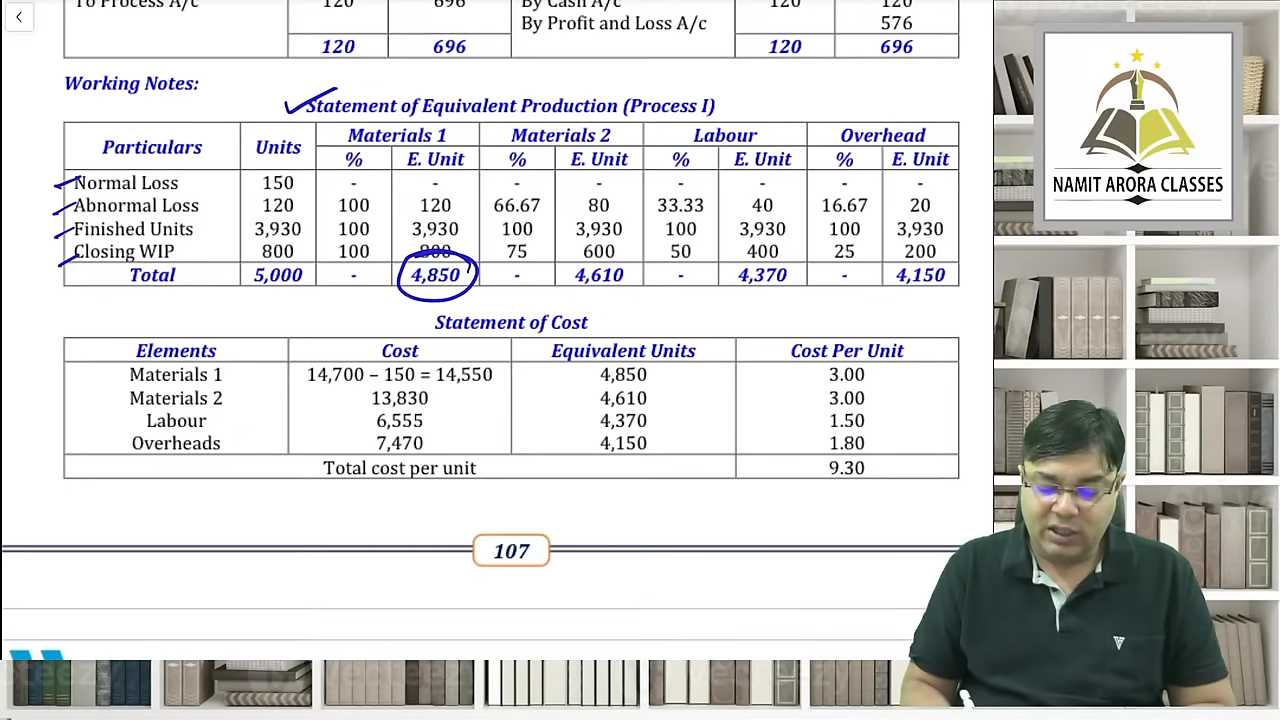 To Process A/c 120 696 By Cash A/c 120 120
By Profit and Loss A/c 576
120 696 120 696
Working Notes:
Statement of Equivalent Production (Process I)
Particulars Units Materials 1 Materials 2 Labour Overhead
% E. Unit % E. Unit % E. Unit % E. Unit
Normal Loss 150 - - - - - - - -
Abnormal Loss 120 100 120 66.67 80 33.33 40 16.67 20
Finished Units 3,930 100 3,930 100 3,930 100 3,930 100 3,930
Closing WIP 800 100 800 75 600 50 400 25 200
Total 5,000 - 4,850 - 4,610 - 4,370 - 4,150
Statement of Cost
Elements Cost Equivalent Units Cost Per Unit
Materials 1 14,700 – 150 = 14,550 4,850 3.00
Materials 2 13,830 4,610 3.00
Labour 6,555 4,370 1.50
Overheads 7,470 4,150 1.80
Total cost per unit 9.30
107
NAMIT ARORA CLASSES